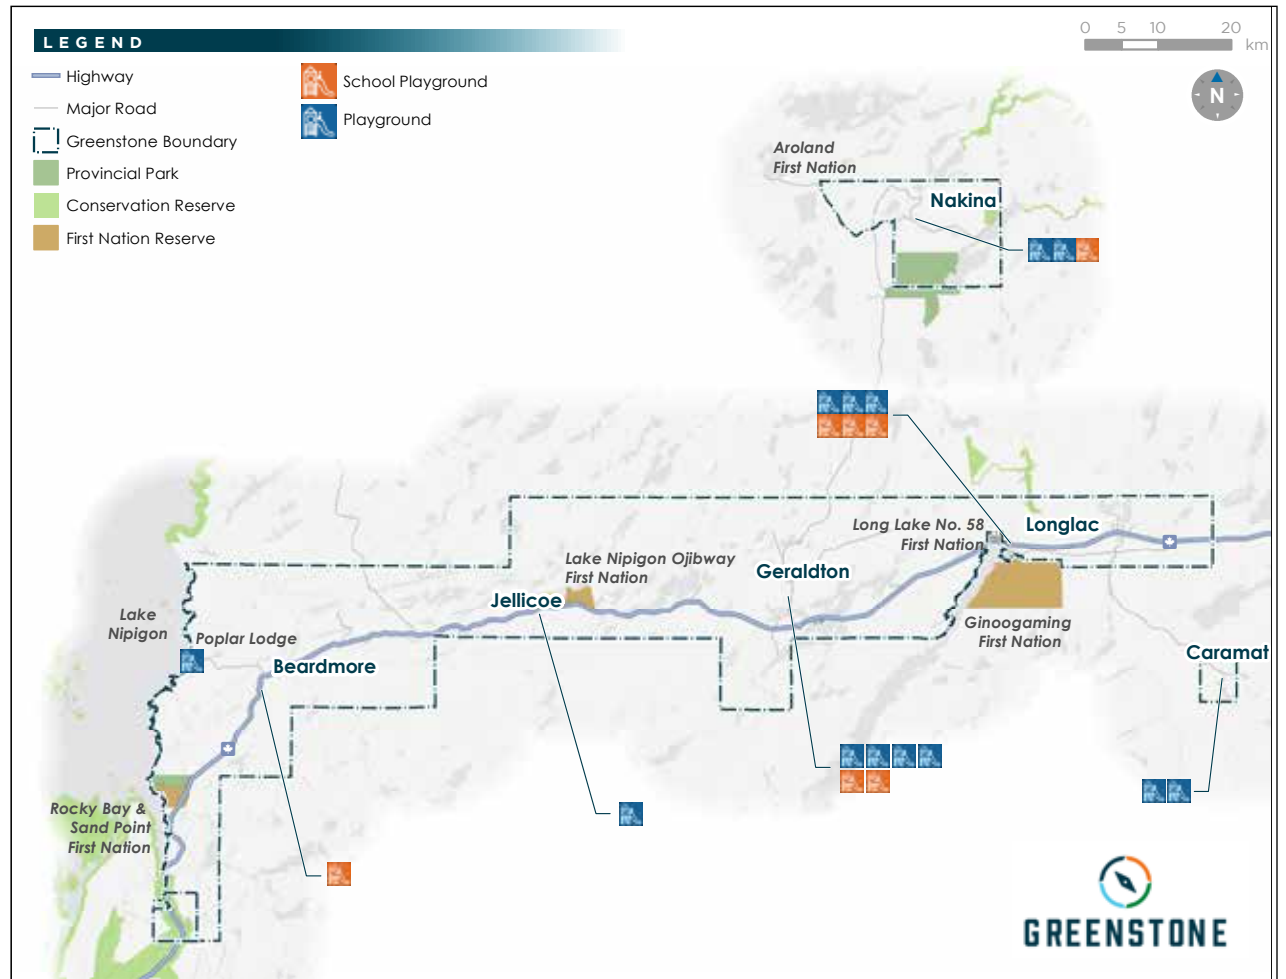 LEGEND
Highway
Major Road
Greenstone Boundary
Provincial Park
Conservation Reserve
First Nation Reserve
School Playground
Playground
0 5 10 20
km
N
Aroland
First Nation
Nakina
Long Lake No. 58
First Nation
Longlac
Lake Nipigon Ojibway
First Nation
Geraldton
Jellicoe
Lake
Nipigon
Poplar Lodge
Beardmore
Ginoogaming
First Nation
Caramat
Rocky Bay &
Sand Point
First Nation
GREENSTONE